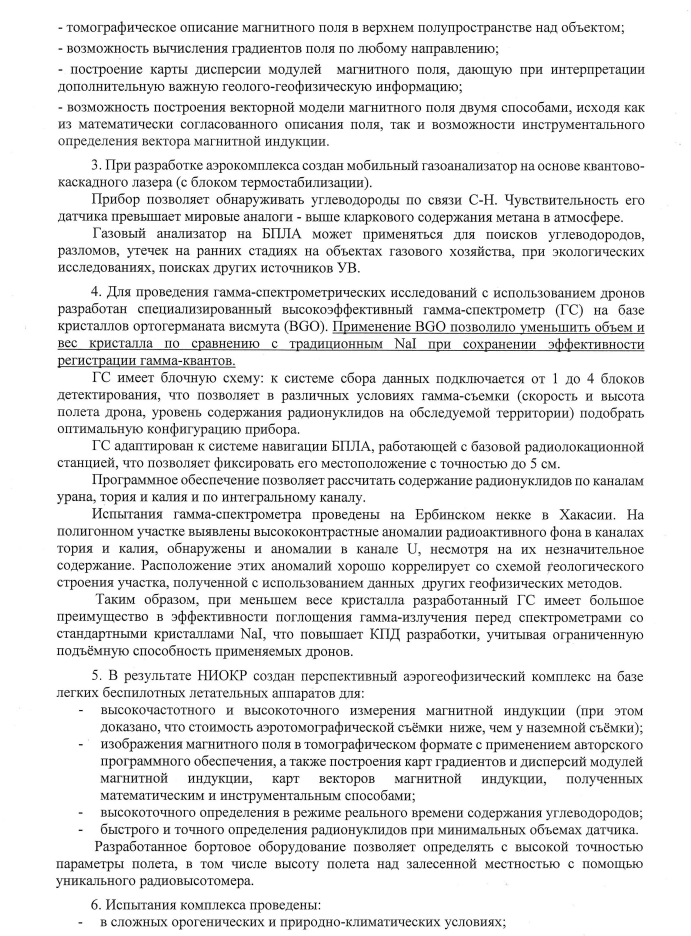 - томографическое описание магнитного поля в верхнем полупространстве над объектом;
- возможность вычисления градиентов поля по любому направлению;
- построение карты дисперсии модулей магнитного поля, дающую при интерпретации
дополнительную важную геолого-геофизическую информацию;
- возможность построения векторной модели магнитного поля двумя способами, исходя как
из математически согласованного описания поля, так и возможности инструментального
определения вектора магнитной индукции.
3. При разработке аэрокомплекса создан мобильный газоанализатор на основе квантово-
каскадного лазера (с блоком термостабилизации).
Прибор позволяет обнаруживать углеводороды по связи С-Н. Чувствительность его
датчика превышает мировые аналоги - выше кларкового содержания метана в атмосфере.
Газовый анализатор на БПЛА может применяться для поисков углеводородов,
разломов, утечек на ранних стадиях на объектах газового хозяйства, при экологических
исследованиях, поисках других источников УВ.
4. Для проведения гамма-спектрометрических исследований с использованием дронов
разработан специализированный высокоэффективный гамма-спектрометр (ГС) на базе
кристаллов ортогерманата висмута (BGO). Применение BGO позволило уменьшить объем и
вес кристалла по сравнению с традиционным NaI при сохранении эффективности
регистрации гамма-квантов.
ГС имеет блочную схему: к системе сбора данных подключается от 1 до 4 блоков
детектирования, что позволяет в различных условиях гамма-съемки (скорость и высота
полета дрона, уровень содержания радионуклидов на обследуемой территории) подобрать
оптимальную конфигурацию прибора.
ГС адаптирован к системе навигации БПЛА, работающей с базовой радиолокационной
станцией, что позволяет фиксировать его местоположение с точностью до 5 см.
Программное обеспечение позволяет рассчитать содержание радионуклидов по каналам
урана, тория и калия и по интегральному каналу.
Испытания гамма-спектрометра проведены на Ербинском некке в Хакасии. На
полигонном участке выявлены высококонтрастные аномалии радиоактивного фона в каналах
тория и калия, обнаружены и аномалии в канале U, несмотря на их незначительное
содержание. Расположение этих аномалий хорошо коррелирует со схемой геологического
строения участка, полученной с использованием данных других геофизических методов.
Таким образом, при меньшем весе кристалла разработанный ГС имеет большое
преимущество в эффективности поглощения гамма-излучения перед спектрометрами со
стандартными кристаллами NaI, что повышает КПД разработки, учитывая ограниченную
подъёмную способность применяемых дронов.
5. В результате НИОКР создан перспективный аэрогеофизический комплекс на базе
легких беспилотных летательных аппаратов для:
- высокочастотного и высокоточного измерения магнитной индукции (при этом
доказано, что стоимость аэротомографической съёмки ниже, чем у наземной съёмки);
- изображения магнитного поля в томографическом формате с применением авторского
программного обеспечения, а также построения карт градиентов и дисперсий модулей
магнитной индукции, карт векторов магнитной индукции, полученных
математическим и инструментальным способами;
- высокоточного определения в режиме реального времени содержания углеводородов;
- быстрого и точного определения радионуклидов при минимальных объемах датчика.
Разработанное бортовое оборудование позволяет определять с высокой точностью
параметры полета, в том числе высоту полета над залесенной местностью с помощью
уникального радиовысотомера.
6. Испытания комплекса проведены:
- в сложных орогенических и природно-климатических условиях;